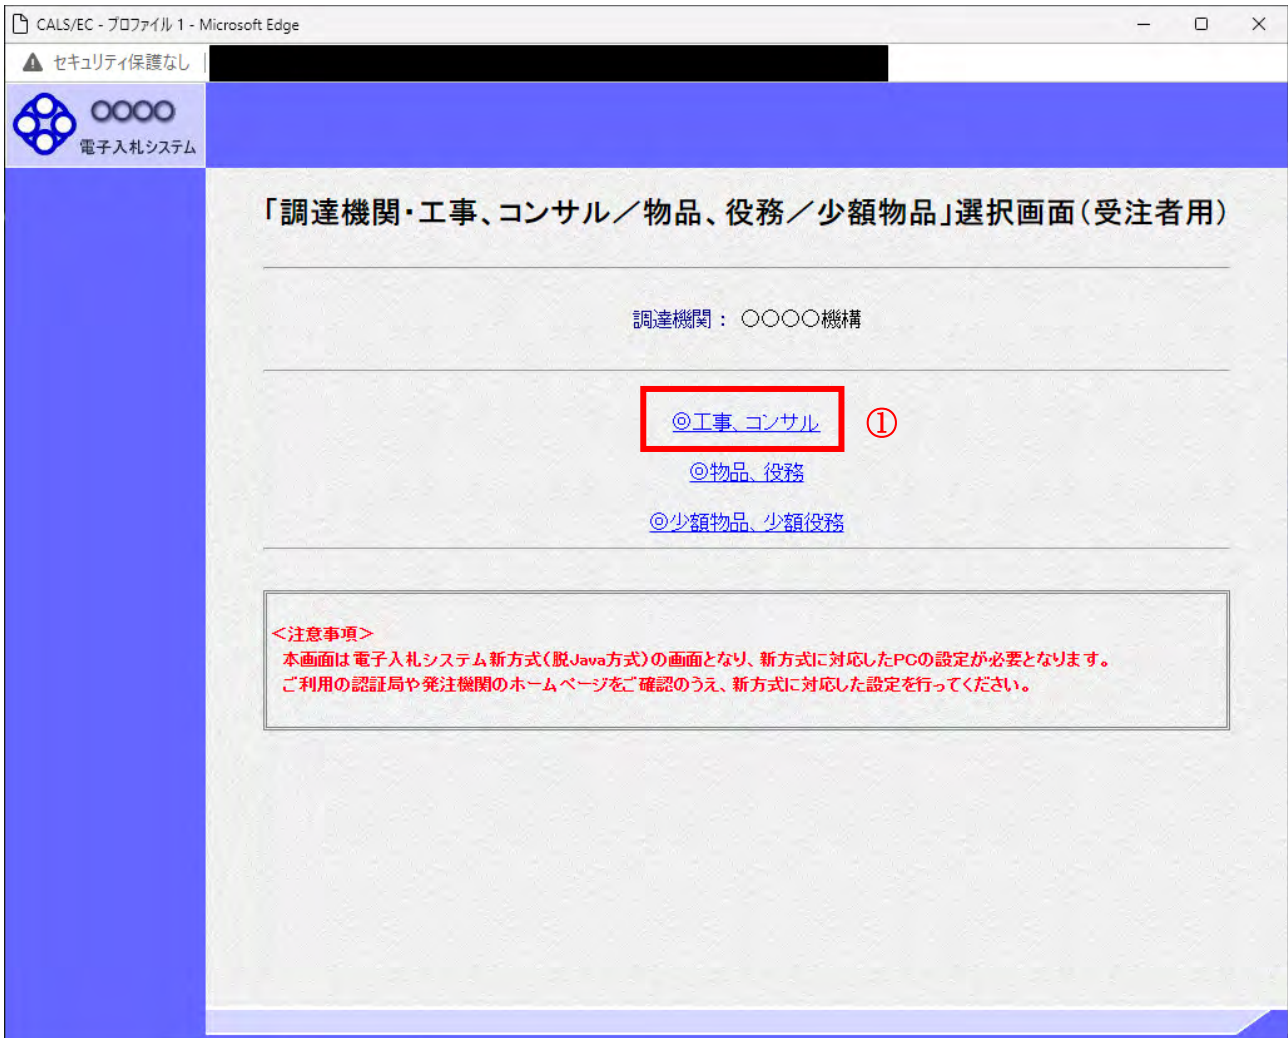 CALS/EC - プロファイル 1 - Microsoft Edge
セキュリティ保護なし
○○○○
電子入札システム
「調達機関・工事、コンサル／物品、役務／少額物品」選択画面(受注者用)
調達機関： ○○○○機構
◎工事、コンサル ①
◎物品、役務
◎少額物品、少額役務
＜注意事項＞
本画面は電子入札システム新方式(脱Java方式)の画面となり、新方式に対応したPCの設定が必要となります。
ご利用の認証局や発注機関のホームページをご確認のうえ、新方式に対応した設定を行ってください。